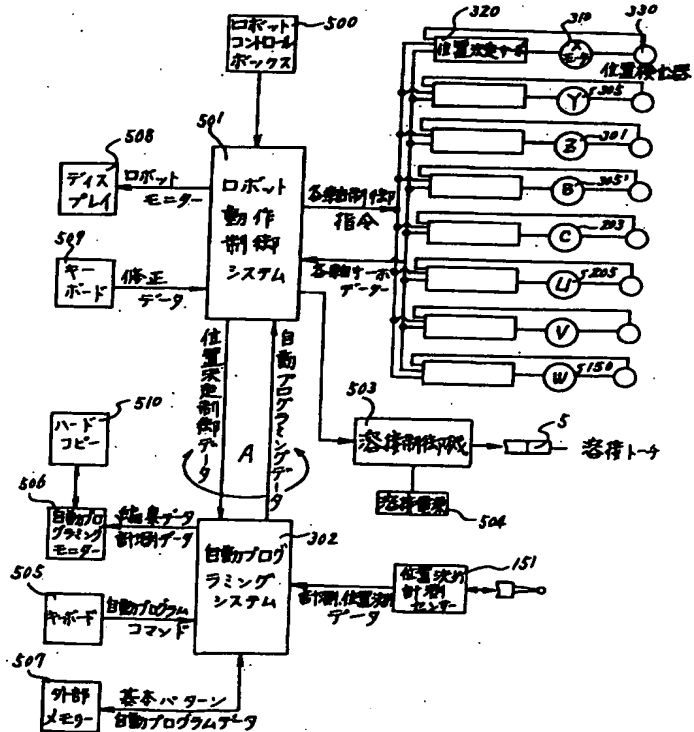 ロボット
コントロール
ボックス
500
320
位置決定サーボ
310
X
モータ
330
位置検出器
Y
305
Z
301
B
305'
C
203
U
205
V
W
150
508
ディス
プレイ
ロボット
モニター
501
ロボット
動作
制御
システム
各軸制御
指令
各軸サーボ
データー
509
キー
ボード
修正
データ
位置決定制御データ
A
自動プログラミングデータ
503
溶接制御機
5
溶接トーチ
溶接電源
504
510
ハード
コピー
506
自動プロ
グラミング
モニター
編集データ
計測データ
302
自動プログ
ラミング
システム
151
位置決め
計測
センター
計測位置決め
データ
505
キーボード
自動プログラム
コマンド
507
外部
メモリー
基本パターン
自動プログラムデータ